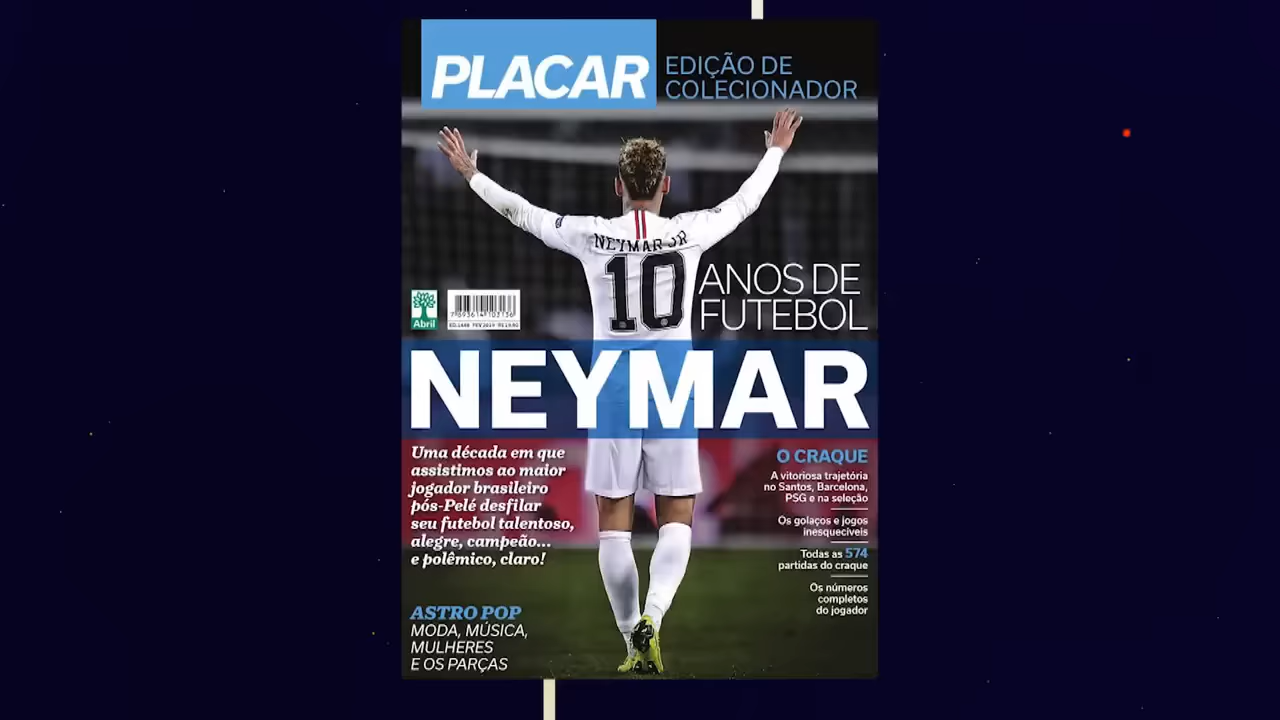 PLACAR
EDIÇÃO DE
COLECIONADOR
NEYMAR JR
10
ANOS DE
FUTEBOL
Abril
NEYMAR
Uma década em que
assistimos ao maior
jogador brasileiro
pós-Pelé desfilar
seu futebol talentoso,
alegre, campeão...
e polêmico, claro!
O CRAQUE
A vitoriosa trajetória
no Santos, Barcelona,
PSG e na seleção
Os golaços e jogos
inesquecíveis
Todas as 574
partidas do craque
Os números
completos
do jogador
ASTRO POP
MODA, MÚSICA,
MULHERES
E OS PARÇAS